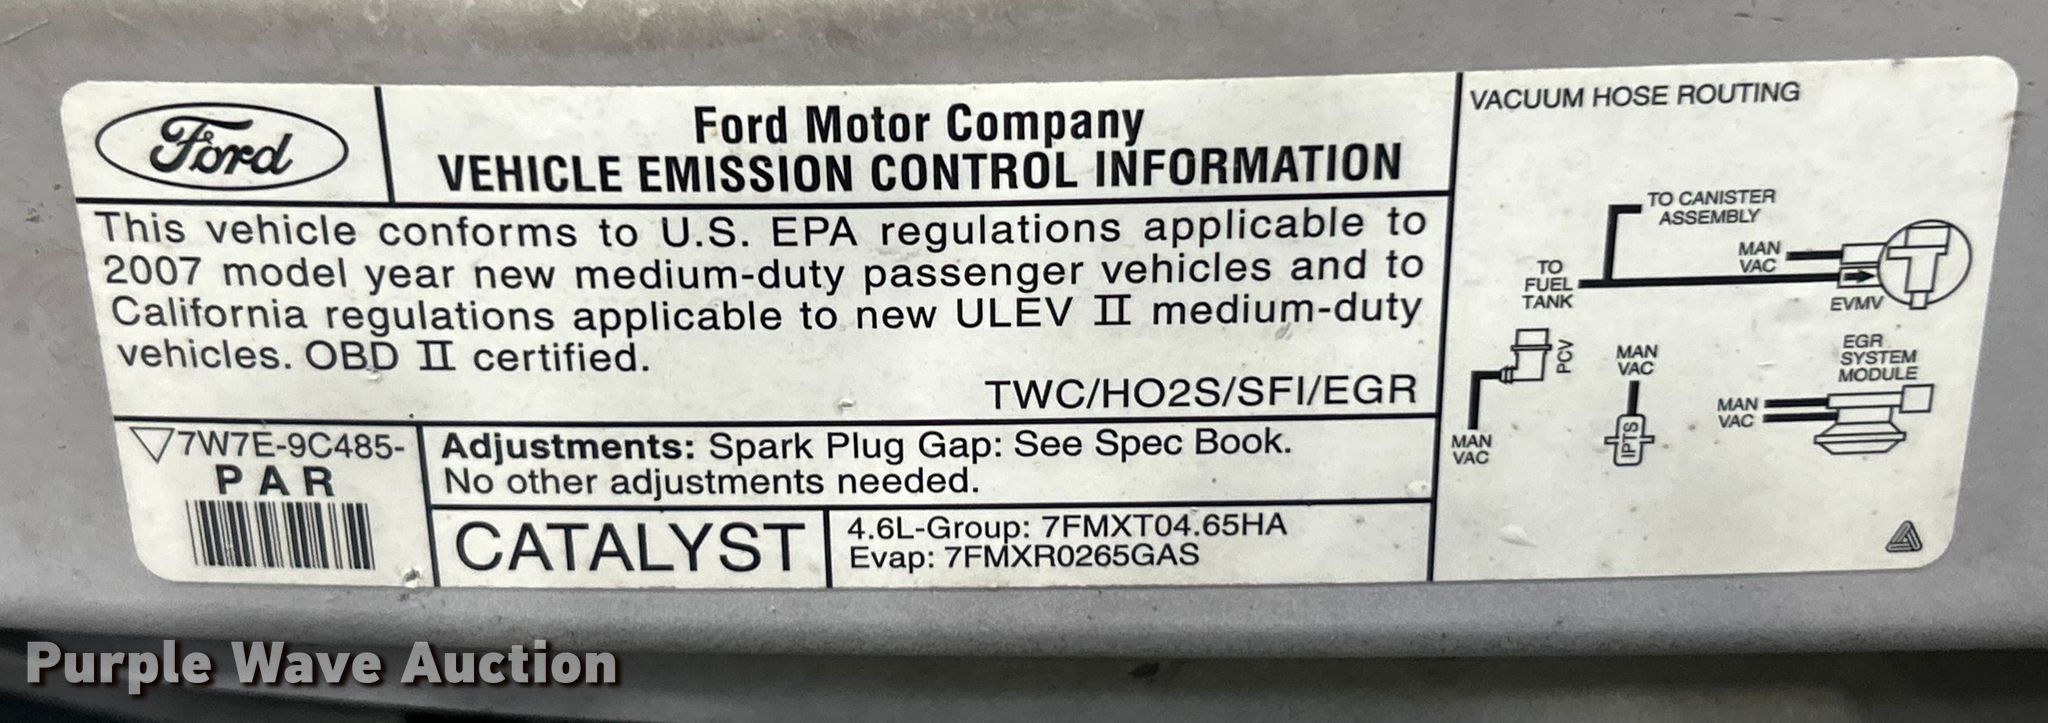 Ford
Ford Motor Company
VEHICLE EMISSION CONTROL INFORMATION
This vehicle conforms to U.S. EPA regulations applicable to
2007 model year new medium-duty passenger vehicles and to
California regulations applicable to new ULEV II medium-duty
vehicles. OBD II certified.
TWC/HO2S/SFI/EGR
7W7E-9C485-
PAR
Adjustments: Spark Plug Gap: See Spec Book.
No other adjustments needed.
CATALYST
4.6L-Group: 7FMXT04.65HA
Evap: 7FMXR0265GAS
VACUUM HOSE ROUTING
TO CANISTER
ASSEMBLY
MAN
VAC
TO
FUEL
TANK
EVMV
PCV
MAN
VAC
MAN
VAC
IPTS
EGR
SYSTEM
MODULE
MAN
VAC
Purple Wave Auction